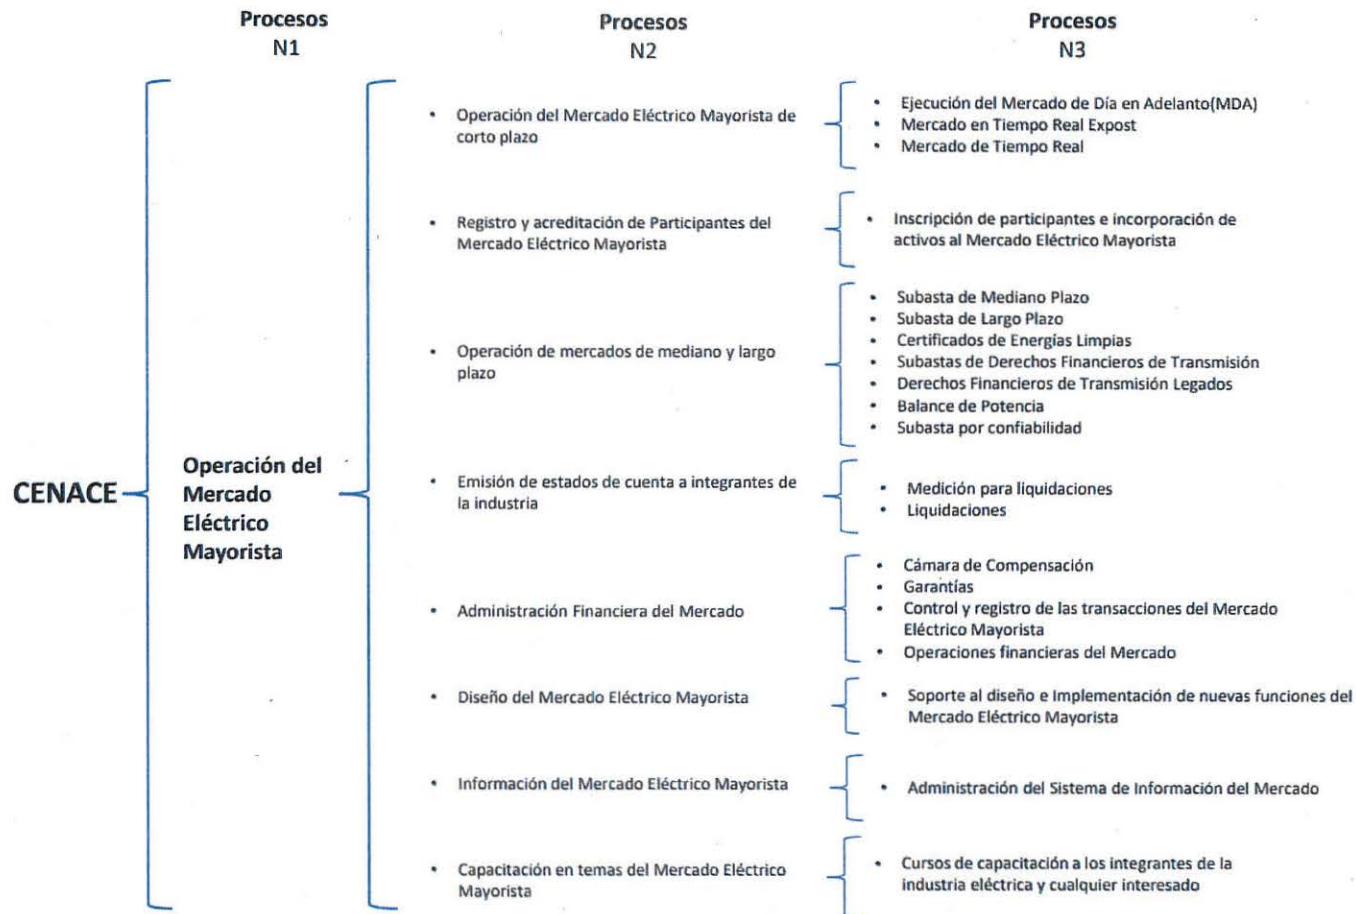 Procesos
N1
Procesos
N2
Procesos
N3
CENACE
Operación del
Mercado
Eléctrico
Mayorista
• Operación del Mercado Eléctrico Mayorista de
corto plazo
• Ejecución del Mercado de Día en Adelanto(MDA)
• Mercado en Tiempo Real Expost
• Mercado de Tiempo Real
• Registro y acreditación de Participantes del
Mercado Eléctrico Mayorista
• Inscripción de participantes e incorporación de
activos al Mercado Eléctrico Mayorista
• Operación de mercados de mediano y largo
plazo
• Subasta de Mediano Plazo
• Subasta de Largo Plazo
• Certificados de Energías Limpias
• Subastas de Derechos Financieros de Transmisión
• Derechos Financieros de Transmisión Legados
• Balance de Potencia
• Subasta por confiabilidad
• Emisión de estados de cuenta a integrantes de
la industria
• Medición para liquidaciones
• Liquidaciones
• Administración Financiera del Mercado
• Cámara de Compensación
• Garantías
• Control y registro de las transacciones del Mercado
Eléctrico Mayorista
• Operaciones financieras del Mercado
• Diseño del Mercado Eléctrico Mayorista
• Soporte al diseño e Implementación de nuevas funciones del
Mercado Eléctrico Mayorista
• Información del Mercado Eléctrico Mayorista
• Administración del Sistema de Información del Mercado
• Capacitación en temas del Mercado Eléctrico
Mayorista
• Cursos de capacitación a los integrantes de la
industria eléctrica y cualquier interesado